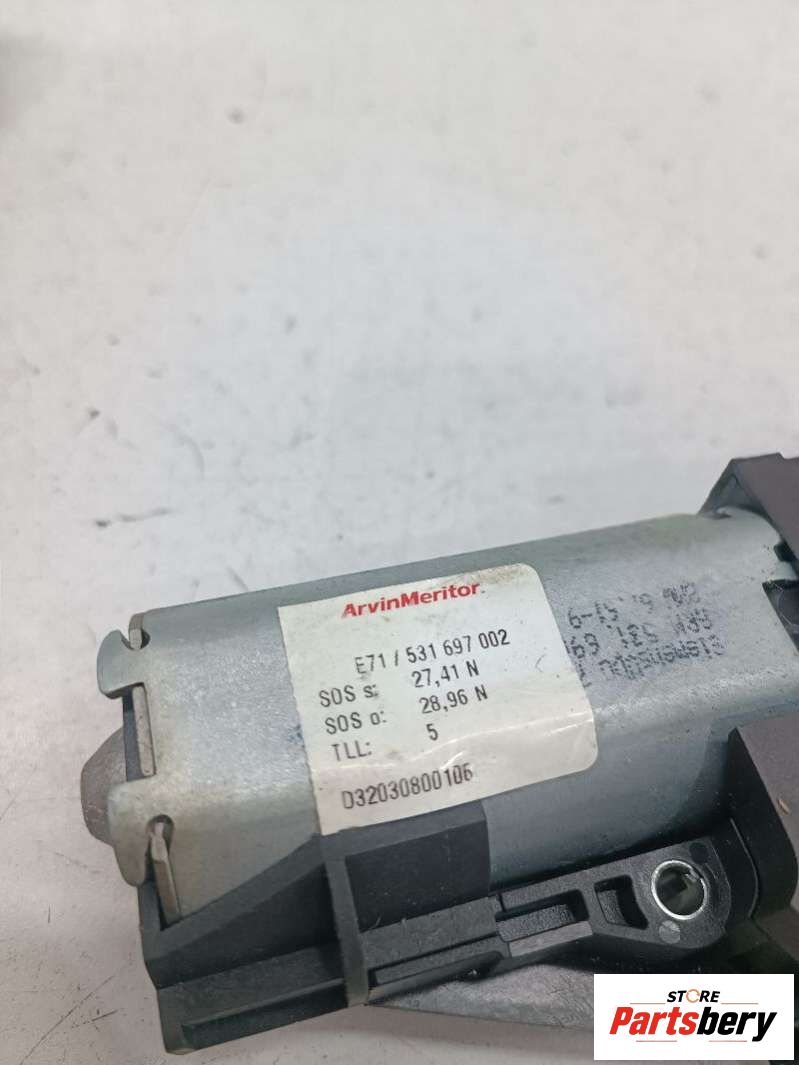 ArvinMeritor.
E71 / 531 697 002
SOS s: 27,41 N
SOS o: 28,96 N
TLL: 5
D32030800106
STORE
Partsbery